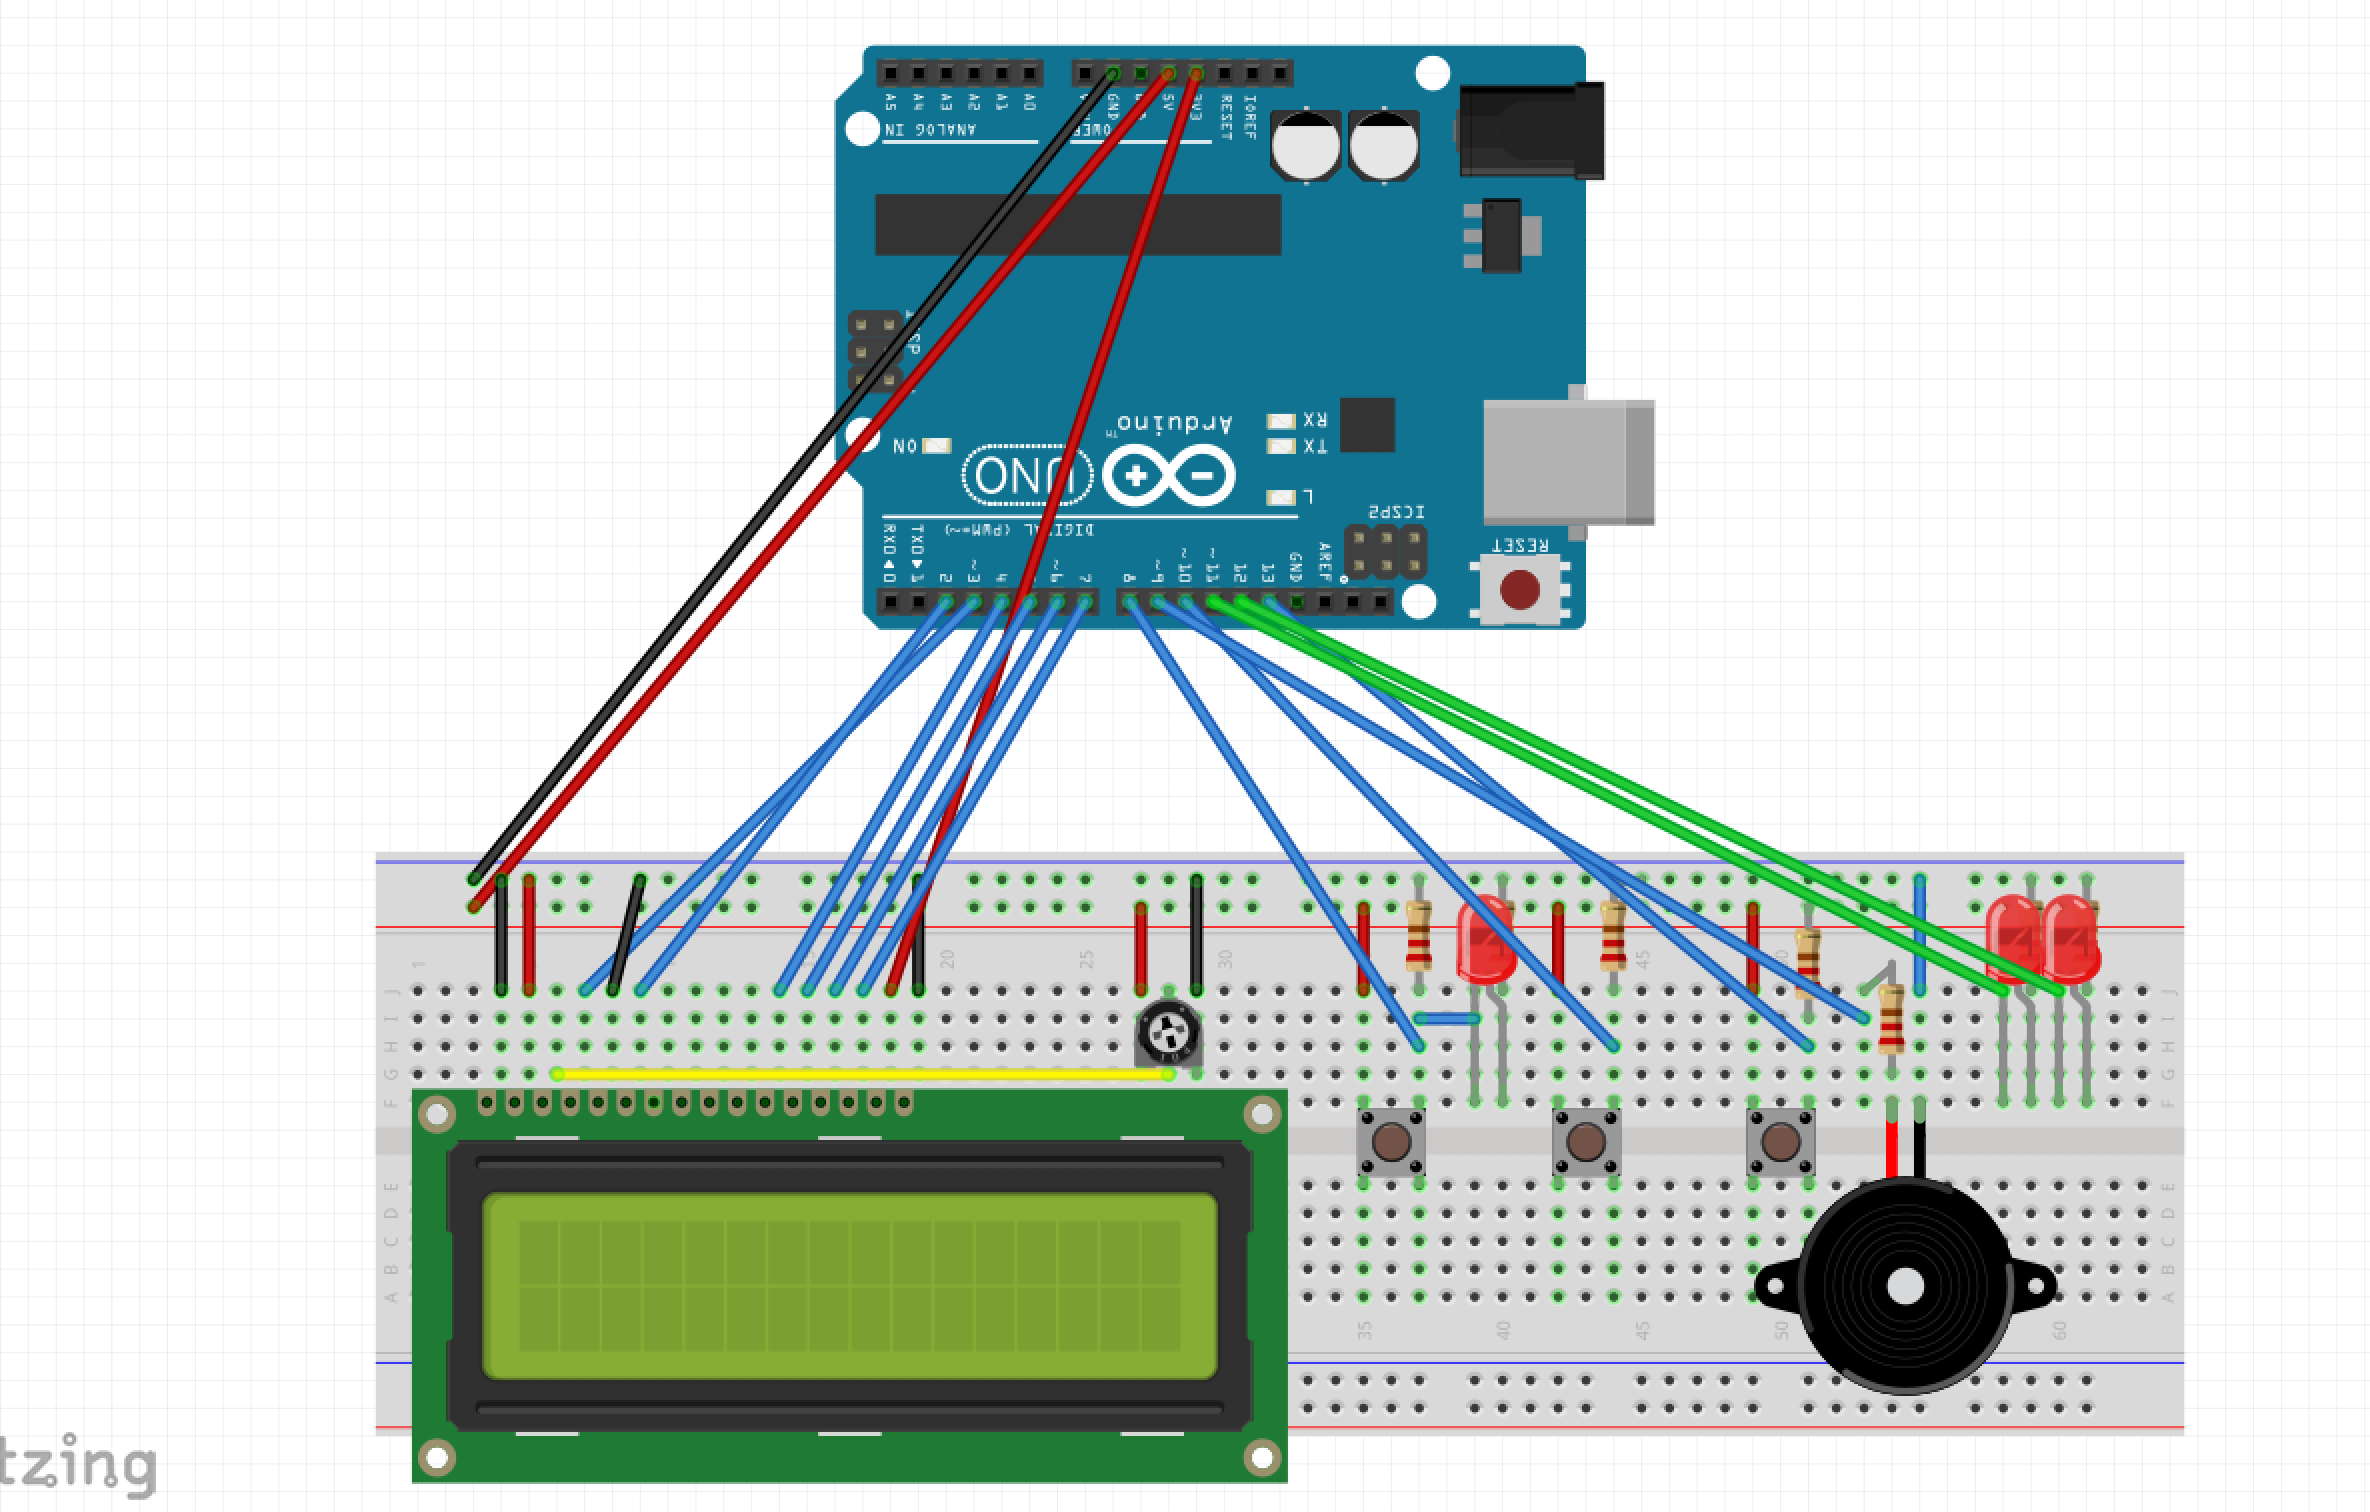 A5 A4 A3 A2 A1 A0
GND 5V 3V3 RESET IOREF
ANALOG IN
Arduino
TM
UNO
ON
RX
TX
L
ICSP2
RESET
DIGITAL (PWM=~)
RX0◀0 TX0▶1 2 ~3 4 ~6 7 8 ~9 ~10 ~11 12 13 GND AREF
1 20 25 30 45
J J
I I
H H
G G
F F
E E
D D
C C
B B
A A
35 40 45 50 60
tzing